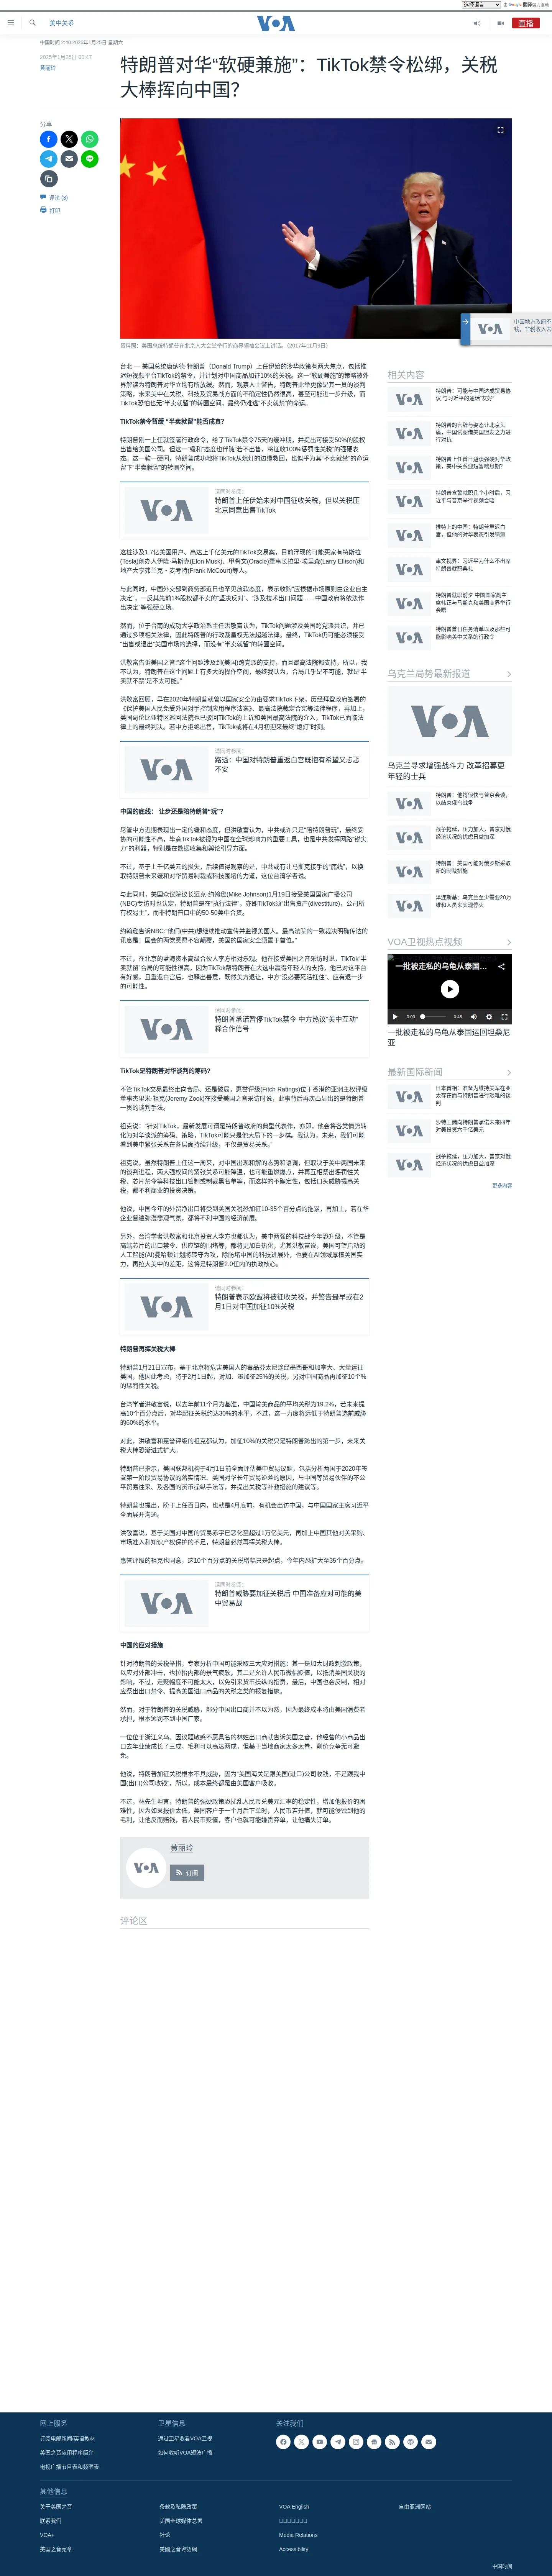 选择语言
由 Google 翻译强力驱动
美中关系
VOA
直播
中国时间 2:40 2025年1月25日 星期六
2025年1月25日 00:47
黄丽玲
特朗普对华“软硬兼施”：TikTok禁令松绑，关税
大棒挥向中国？
分享
评论 (3)
打印
资料照：美国总统特朗普在北京人大会堂举行的商界领袖会议上讲话。(2017年11月9日）
中国地方政府不
钱，非税收入含
台北 — 美国总统唐纳德·特朗普（Donald Trump）上任伊始的涉华政策有两大焦点，包括推
迟短视频平台TikTok的禁令，并计划对中国商品加征10%的关税。这一“软硬兼施”的策略被外
界解读为特朗普对华立场有所放缓。然而，观察人士警告，特朗普此举更像是其一贯的谈判
策略，未来美中在关税、科技及贸易战方面的不确定性仍然很高，甚至可能进一步升级，而
TikTok恐怕也无“半卖就留”的转圜空间，最终仍难逃“不卖就禁”的命运。
TikTok禁令暂缓 “半卖就留”能否成真?
特朗普刚一上任就签署行政命令，给了TikTok禁令75天的缓冲期，并提出可接受50%的股权
出售给美国公司。但这一“缓和”态度也伴随“若不出售，将征收100%惩罚性关税”的强硬表
态。这一软一硬间，特朗普成功地将TikTok从熄灯的边缘救回，也似乎为其“不卖就禁”的命运
留下“半卖就留”的转圜空间。
请同时参阅：
特朗普上任伊始未对中国征收关税，但以关税压
北京同意出售TikTok
这桩涉及1.7亿美国用户、高达上千亿美元的TikTok交易案，目前浮现的可能买家有特斯拉
(Tesla)创办人伊隆·马斯克(Elon Musk)、甲骨文(Oracle)董事长拉里·埃里森(Larry Ellison)和
地产大亨弗兰克・麦考特(Frank McCourt)等人。
与此同时，中国外交部到商务部近日也罕见放软态度，表示收购“应根据市场原则由企业自主
决定”，一反其先前1%股权都不卖的“坚决反对”、“涉及技术出口问题……中国政府将依法作
出决定”等强硬立场。
然而，位于台南的成功大学政治系主任洪敬富认为，TikTok问题涉及美国跨党派共识，并已
通过多项相关法律，因此特朗普的行政裁量权无法超越法律。最终，TikTok仍可能必须接受
“出售或退出”美国市场的选择，而没有“半卖就留”的转圜空间。
洪敬富告诉美国之音:“这个问题涉及到(美国)跨党派的支持，而且最高法院都支持，所以，我
不认为，特朗普在这个问题上有多大的操作空间，最终我认为，合局几乎是不可能，就是‘半
卖就不禁’是不太可能。”
洪敬富回顾，早在2020年特朗普就曾以国家安全为由要求TikTok下架，历经拜登政府签署的
《保护美国人民免受外国对手控制应用程序法案》、最高法院裁定合宪等法律程序，再加上，
美国哥伦比亚特区巡回法院也已驳回TikTok的上诉和美国最高法院的介入，TikTok已面临法
律上的最终判决。若中方拒绝出售，TikTok或将在4月初迎来最终“熄灯”时刻。
请同时参阅：
路透：中国对特朗普重返白宫既抱有希望又忐忑
不安
中国的底线： 让步还是陪特朗普“玩”?
尽管中方近期表现出一定的缓和态度，但洪敬富认为，中共或许只是“陪特朗普玩”，最终妥
协的可能性不高，毕竟TikTok被视为中国在全球影响力的重要工具，也是中共发挥网路“锐实
力”的利器，特别是在数据收集和舆论引导方面。
不过，基于上千亿美元的损失，后续值得观察的是，中共或有让马斯克接手的“底线”，以换
取特朗普未来缓和对华贸易制裁或科技围堵的力道，这位台湾学者说。
与此同时，美国众议院议长迈克·约翰逊(Mike Johnson)1月19日接受美国国家广播公司
(NBC)专访时也认定，特朗普是在“执行法律”，亦即TikTok须“出售资产(divestiture)，公司所
有权易主”，而非特朗普口中的50-50美中合资。
约翰逊告诉NBC:“他们(中共)想继续推动宣传并监视美国人。最高法院的一致裁决明确传达的
讯息是：国会的两党意愿不容颠覆，美国的国家安全须置于首位。”
不过，在北京的蓝海资本高级合伙人李方相对乐观。他在接受美国之音采访时说，TikTok“半
卖就留”合局的可能性很高，因为TikTok帮特朗普在大选中赢得年轻人的支持，他已对这平台
有好感，且重返白宫后，也释出善意，既然美方退让，中方“没必要死活扛住”，应有进一步谈
的可能性。
请同时参阅：
特朗普承诺暂停TikTok禁令 中方热议“美中互动”
释合作信号
TikTok是特朗普对华谈判的筹码?
不管TikTok交易最终走向合局、还是破局，惠誉评级(Fitch Ratings)位于香港的亚洲主权评级
董事杰里米·祖克(Jeremy Zook)在接受美国之音采访时说，此事背后再次凸显出的是特朗普
一贯的谈判手法。
祖克说：“针对TikTok，最新发展可谓是特朗普政府的典型代表作，亦即，他会将各类情势转
化为对华谈谈的筹码、策略，TikTok可能只是他大局下的一步棋。我认为，未来，我们可能
看到美中紧张关系在各层面持续升级，不仅是贸易关系。”
祖克说，虽然特朗普上任这一周来，对中国出现和解的态势和语调，但取决于美中两国未来
的谈判进程，两大强权间的紧张关系可能降温，也可能重燃爆点，并再互相祭出惩罚性关
税、芯片禁令等科技出口管制或制裁黑名单等，而这样的不确定性，包括口头威胁提高关
税，都不利商业的投资决策。
他说，中国今年的外贸净出口将受到美国关税恐加征10-35个百分点的拖累，再加上，若在华
企业普遍弥漫悲观气氛，都将不利中国的经济前展。
另外，台湾学者洪敬富和北京投资人李方也都认为，美中两强的科技战今年恐升级，不管是
高端芯片的出口禁令、供应链的围堵等，都将更加白热化，尤其洪敬富说，美国可望启动的
人工智能(AI)曼哈顿计划将转守为攻，除防堵中国的科技进展外，也要在AI领域厚植美国实
力，再拉大美中的差距，这将是特朗普2.0任内的执政核心。
请同时参阅：
特朗普表示欧盟将被征收关税，并警告最早或在2
月1日对中国加征10%关税
特朗普再挥关税大棒
特朗普1月21日宣布，基于北京将危害美国人的毒品芬太尼途经墨西哥和加拿大、大量运往
美国，他因此考虑，将于2月1日起，对加、墨加征25%的关税，另对中国商品再加征10个%
的惩罚性关税。
台湾学者洪敬富说，以去年前11个月为基准，中国输美商品的平均关税为19.2%，若未来提
高10个百分点后，对华起征关税约达30%的水平，不过，这一力度将远低于特朗普选前威胁
的60%的水平。
对此，洪敬富和惠誉评级的祖克都认为，加征10%的关税只是特朗普跨出的第一步，未来关
税大棒恐渐进式扩大。
特朗普已指示，美国联邦机构于4月1日前全面评估美中贸易议题，包括分析两国于2020年签
署第一阶段贸易协议的落实情况、美国对华长年贸易逆差的原因，与中国等贸易伙伴的不公
平贸易往来、及各国的货币操纵手法等，并提出关税等补救措施的建议等。
特朗普也提出，盼于上任百日内，也就是4月底前，有机会出访中国，与中国国家主席习近平
全面展开沟通。
洪敬富说，基于美国对中国的贸易赤字已恶化至超过1万亿美元，再加上中国其他对美采购、
市场准入和知识产权保护的不足，特朗普必然再挥关税大棒。
惠誉评级的祖克也同意，这10个百分点的关税增幅只是起点，今年内恐扩大至35个百分点。
请同时参阅：
特朗普威胁要加征关税后 中国准备应对可能的美
中贸易战
中国的应对措施
针对特朗普的关税举措，专家分析中国可能采取三大应对措施：其一是加大财政刺激政策，
以应对外部冲击，也拉抬内部的景气疲软，其二是允许人民币微幅贬值，以抵消美国关税的
影响，不过，走贬幅度不可能太大，以免引来货币操纵的指责，最后，中国也会反制，相对
应祭出出口禁令、提高美国进口商品的关税之类的报复措施。
然而，对于特朗普的关税威胁，部分中国出口商并不以为然，因为最终成本将由美国消费者
承担，根本惩罚不到中国厂家。
一位位于浙江义乌、因议题敏感不愿具名的林姓出口商就告诉美国之音，他经营的小商品出
口去年业绩成长了三成，毛利可以高达两成，但基于当地商家太多太卷，削价竞争无可避
免。
他说，特朗普加征关税根本不具威胁，因为“美国海关是跟美国(进口)公司收钱，不是跟我中
国(出口)公司收钱”，所以，成本最终都是由美国客户吸收。
不过，林先生坦言，特朗普的强硬政策恐扰乱人民币兑美元汇率的稳定性，增加他报价的困
难性，因为如果报价太低，美国客户于一个月后下单时，人民币若升值，就可能侵蚀到他的
毛利，让他反而赔钱，若人民币贬值，客户也就可能嫌贵弃单，让他痛失订单。
黄丽玲
订阅
评论区
相关内容
特朗普：可能与中国达成贸易协
议 与习近平的通话“友好”
特朗普的言辞与姿态让北京头
痛，中国试图借美国盟友之力进
行对抗
特朗普上任首日避谈强硬对华政
策，美中关系迎短暂喘息期?
特朗普宣誓就职几个小时后，习
近平与普京举行视频会晤
推特上的中国：特朗普重返白
宫，但他的对华表态引发猜测
聿文视界：习近平为什么不出席
特朗普就职典礼
特朗普就职前夕 中国国家副主
席韩正与马斯克和美国商界举行
会晤
特朗普首日任务清单以及那些可
能影响美中关系的行政令
乌克兰局势最新报道
乌克兰寻求增强战斗力 改革招募更
年轻的士兵
特朗普：他将很快与普京会谈，
以结束俄乌战争
战争拖延，压力加大，普京对俄
经济状况的忧虑日益加深
特朗普：美国可能对俄罗斯采取
新的制裁措施
泽连斯基：乌克兰至少需要20万
维和人员来实现停火
VOA卫视热点视频
一批被走私的乌龟从泰国...
0:00
0:49
一批被走私的乌龟从泰国运回坦桑尼
亚
最新国际新闻
日本首相：准备为维持美军在亚
太存在而与特朗普进行艰难的谈
判
沙特王储向特朗普承诺未来四年
对美投资六千亿美元
战争拖延，压力加大，普京对俄
经济状况的忧虑日益加深
更多内容
网上服务
订阅电邮新闻/英语教材
美国之音应用程序简介
电视广播节目表和频率表
卫星信息
通过卫星收看VOA卫视
如何收听VOA短波广播
关注我们
其他信息
关于美国之音
联系我们
VOA+
美国之音宪章
条款及私隐政策
美国全球媒体总署
社论
美國之音粵語網
VOA English
□□□□□□□
Media Relations
Accessibility
自由亚洲网站
中国时间